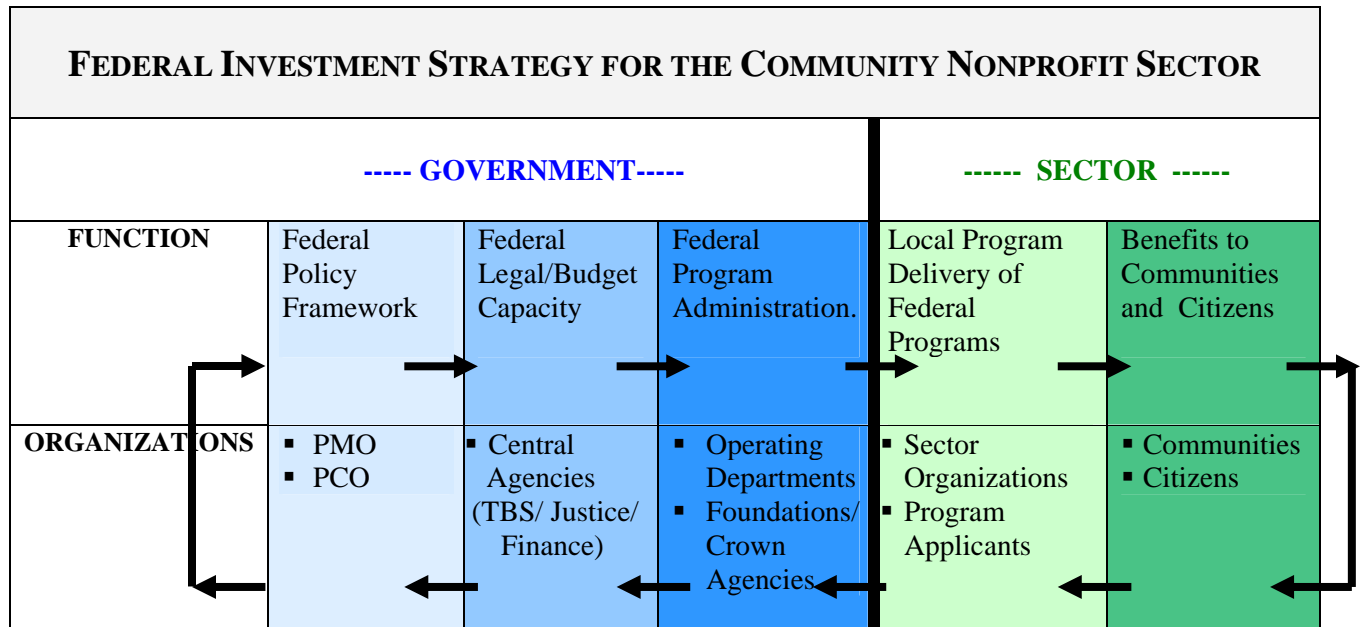 FEDERAL INVESTMENT STRATEGY FOR THE COMMUNITY NONPROFIT SECTOR
----- GOVERNMENT-----
------ SECTOR ------
FUNCTION
Federal
Policy
Framework
Federal
Legal/Budget
Capacity
Federal
Program
Administration.
Local Program
Delivery of
Federal
Programs
Benefits to
Communities
and Citizens
ORGANIZATIONS
▪ PMO
▪ PCO
▪ Central
Agencies
(TBS/ Justice/
Finance)
▪ Operating
Departments
▪ Foundations/
Crown
Agencies
▪ Sector
Organizations
▪ Program
Applicants
▪ Communities
▪ Citizens